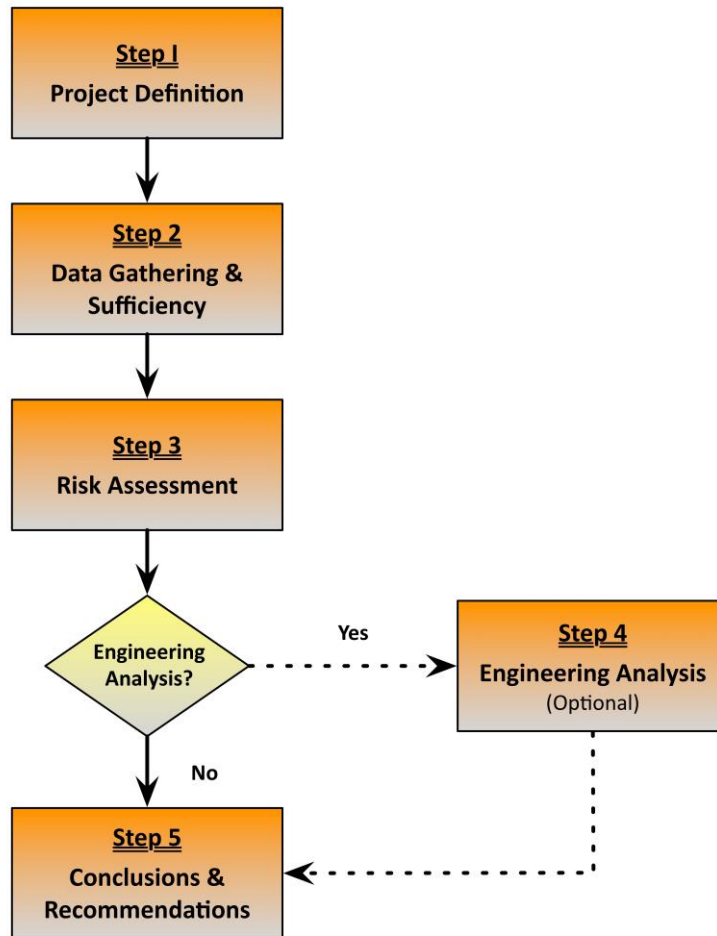 Step I
Project Definition
Step 2
Data Gathering &
Sufficiency
Step 3
Risk Assessment
Engineering
Analysis?
Yes
Step 4
Engineering Analysis
(Optional)
No
Step 5
Conclusions &
Recommendations